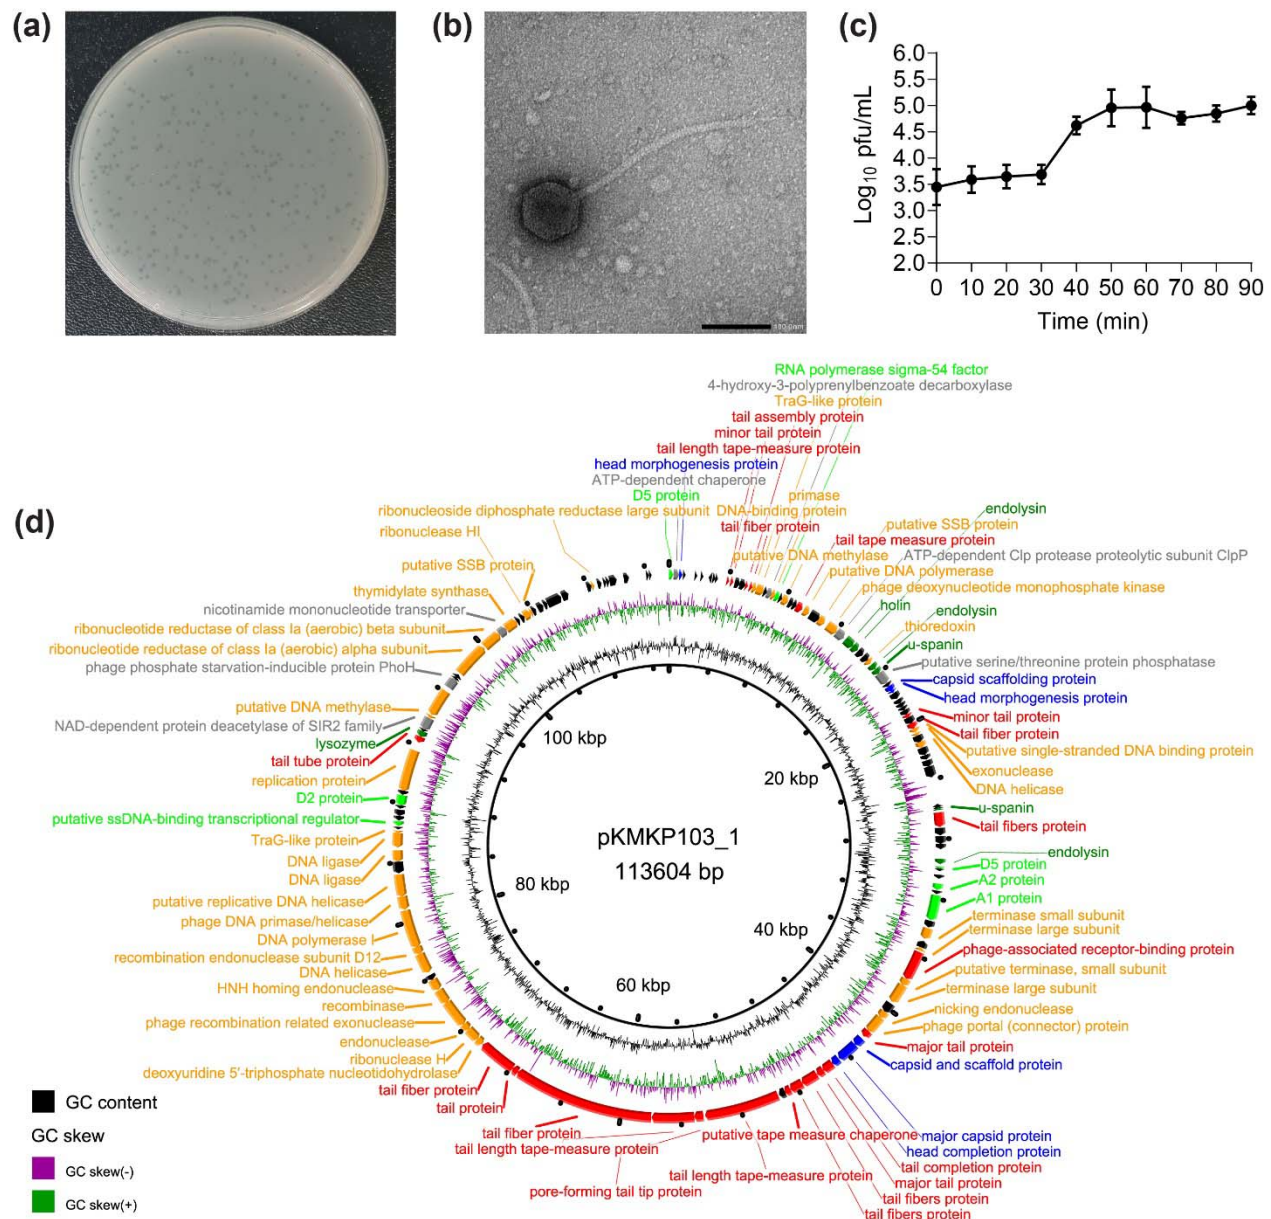 (a)
(b)
(c)
6.0
5.5
5.0
4.5
4.0
3.5
3.0
2.5
2.0
Log10 pfu/mL
0 10 20 30 40 50 60 70 80 90
Time (min)
(d)
RNA polymerase sigma-54 factor
4-hydroxy-3-polyprenylbenzoate decarboxylase
TraG-like protein
tail assembly protein
minor tail protein
tail length tape-measure protein
head morphogenesis protein
ATP-dependent chaperone
D5 protein
primase
ribonucleoside diphosphate reductase large subunit
DNA-binding protein
endolysin
tail fiber protein
putative SSB protein
ribonuclease HI
tail tape measure protein
putative DNA methylase
ATP-dependent Clp protease proteolytic subunit ClpP
putative SSB protein
putative DNA polymerase
phage deoxynucleotide monophosphate kinase
thymidylate synthase
holin
nicotinamide mononucleotide transporter
endolysin
thioredoxin
ribonucleotide reductase of class Ia (aerobic) beta subunit
u-spanin
ribonucleotide reductase of class Ia (aerobic) alpha subunit
putative serine/threonine protein phosphatase
phage phosphate starvation-inducible protein PhoH
capsid scaffolding protein
head morphogenesis protein
putative DNA methylase
minor tail protein
NAD-dependent protein deacetylase of SIR2 family
tail fiber protein
lysozyme
putative single-stranded DNA binding protein
tail tube protein
exonuclease
replication protein
DNA helicase
D2 protein
u-spanin
putative ssDNA-binding transcriptional regulator
tail fibers protein
TraG-like protein
endolysin
DNA ligase
D5 protein
DNA ligase
A2 protein
putative replicative DNA helicase
A1 protein
phage DNA primase/helicase
terminase small subunit
terminase large subunit
DNA polymerase I
phage-associated receptor-binding protein
recombination endonuclease subunit D12
putative terminase, small subunit
DNA helicase
terminase large subunit
HNH homing endonuclease
nicking endonuclease
recombinase
phage portal (connector) protein
phage recombination related exonuclease
major tail protein
endonuclease
capsid and scaffold protein
ribonuclease H
deoxyuridine 5'-triphosphate nucleotidohydrolase
tail fiber protein
tail protein
tail fiber protein
putative tape measure chaperone
major capsid protein
tail length tape-measure protein
head completion protein
tail completion protein
tail length tape-measure protein
major tail protein
pore-forming tail tip protein
tail fibers protein
tail fibers protein
100 kbp
20 kbp
pKMKP103_1
113604 bp
80 kbp
40 kbp
60 kbp
GC content
GC skew
GC skew(-)
GC skew(+)